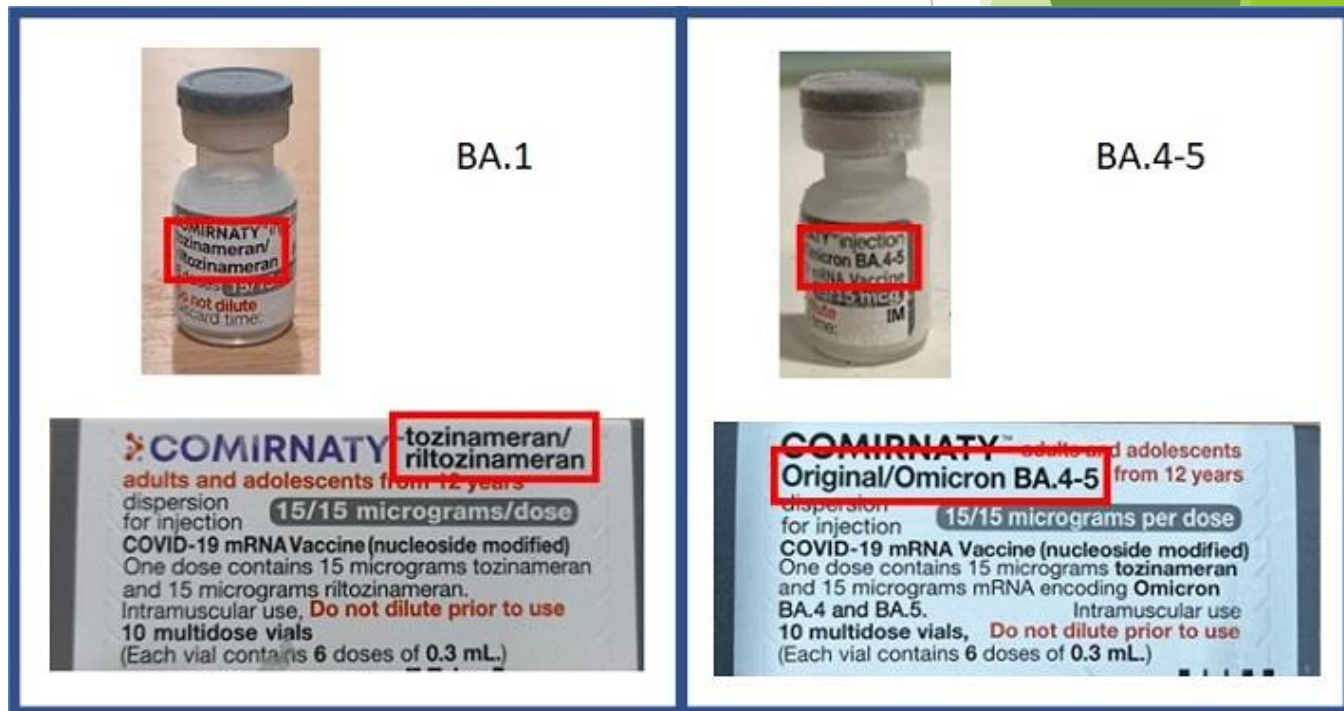 BA.1
tozinameran/
15/15
not dilute
COMIRNATY tozinameran/
riltozinameran
adults and adolescents from 12 years
dispersion
for injection 15/15 micrograms/dose
COVID-19 mRNA Vaccine (nucleoside modified)
One dose contains 15 micrograms tozinameran
and 15 micrograms riltozinameran.
Intramuscular use, Do not dilute prior to use
10 multidose vials
(Each vial contains 6 doses of 0.3 mL.)
BA.4-5
injection
BA.4-5
mRNA Vaccine
IM
COMIRNATY™ adults and adolescents
Original/Omicron BA.4-5 from 12 years
dispersion
for injection 15/15 micrograms per dose
COVID-19 mRNA Vaccine (nucleoside modified)
One dose contains 15 micrograms tozinameran
and 15 micrograms mRNA encoding Omicron
BA.4 and BA.5. Intramuscular use
10 multidose vials, Do not dilute prior to use
(Each vial contains 6 doses of 0.3 mL.)